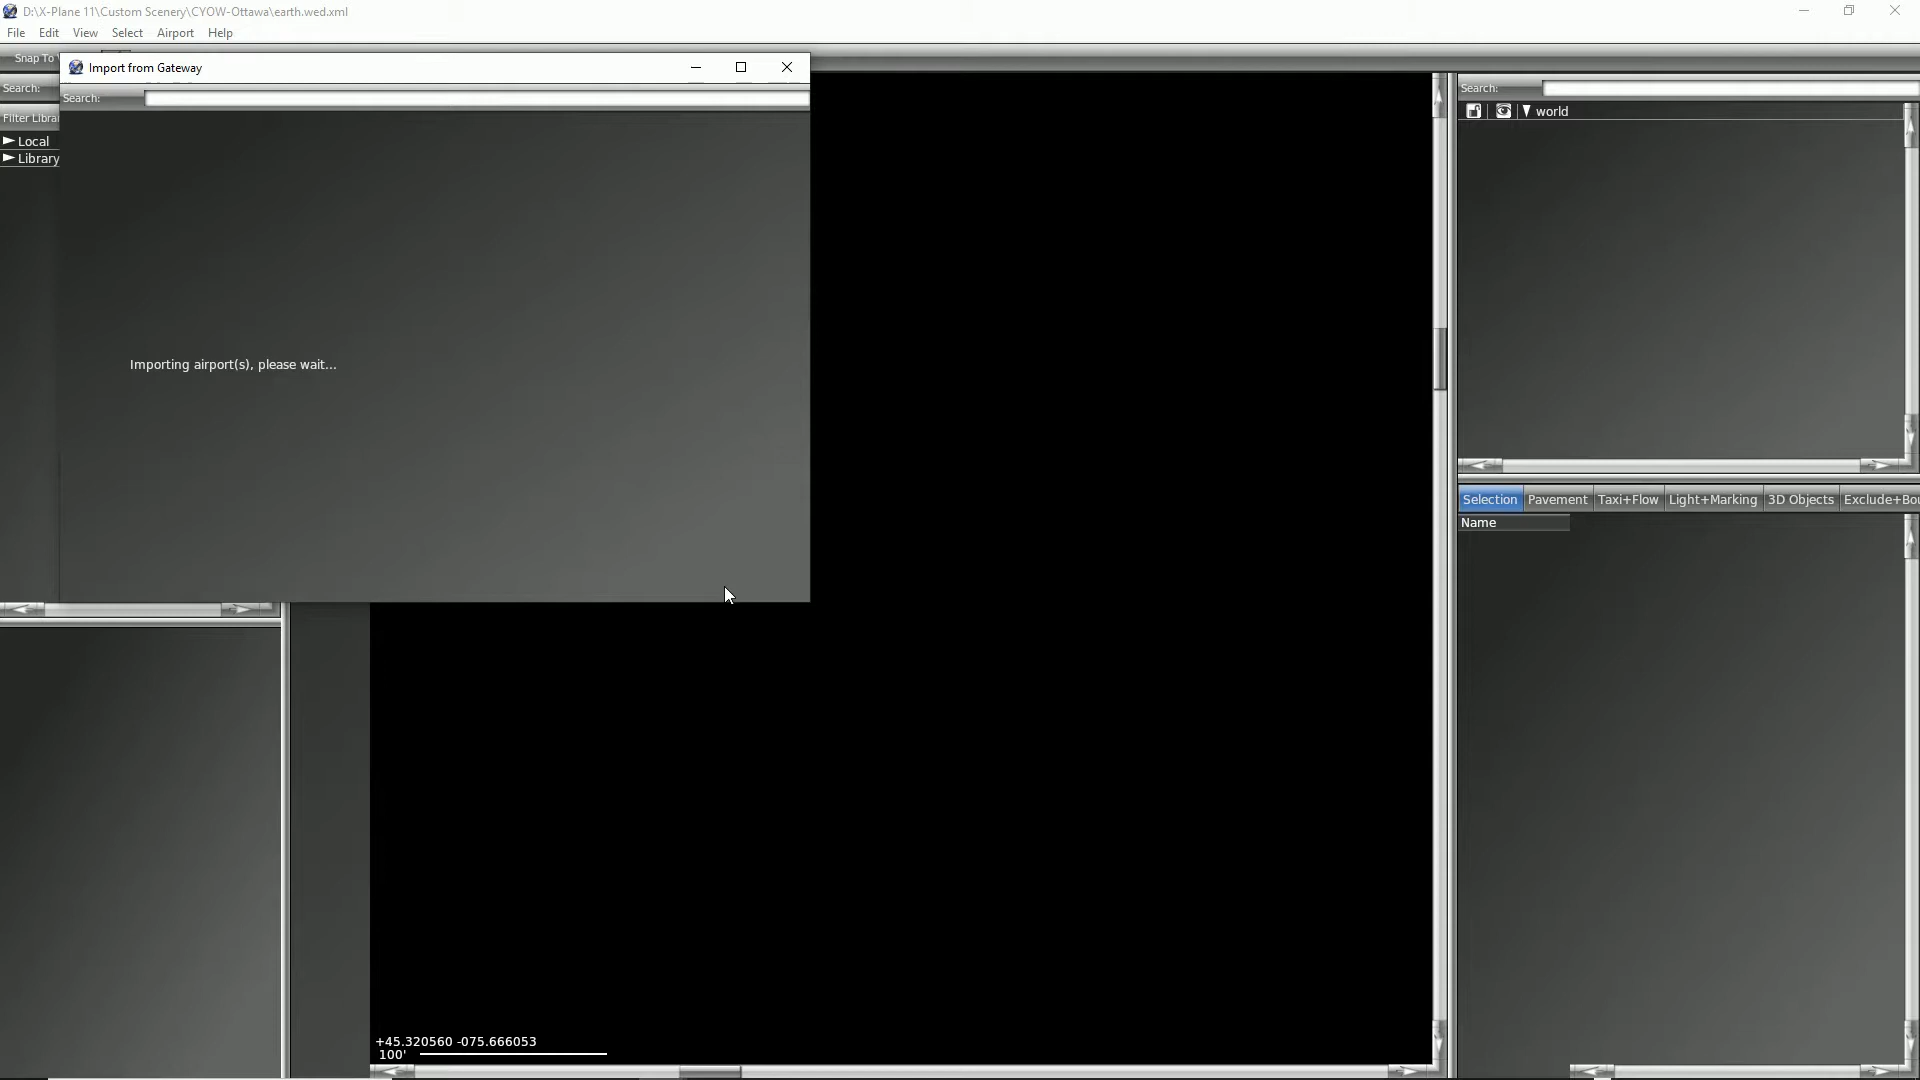 D:\X-Plane 11\Custom Scenery\CYOW-Ottawa\earth.wed.xml
File Edit View Select Airport Help
Snap To
Import from Gateway
Search:
Search:
Search:
Filter Libra
world
Local
Library
Importing airport(s), please wait...
Selection Pavement Taxi+Flow Light+Marking 3D Objects Exclude+Bou
Name
+45.320560 -075.666053
100'